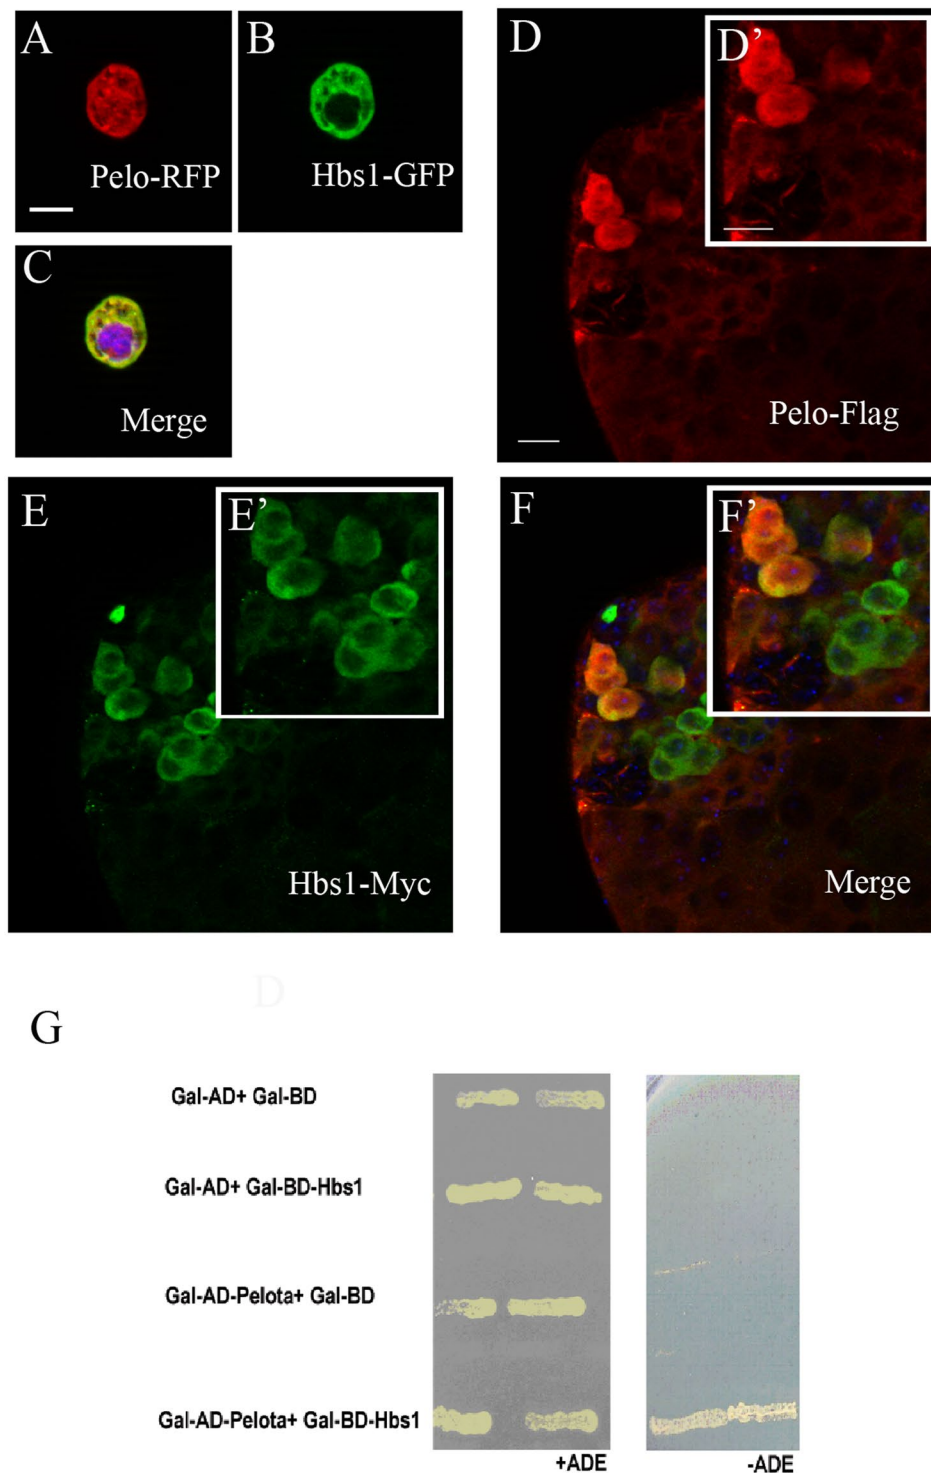 A
Pelo-RFP
B
Hbs1-GFP
C
Merge
D
D'
Pelo-Flag
E
E'
Hbs1-Myc
F
F'
Merge
D
G
Gal-AD+ Gal-BD
Gal-AD+ Gal-BD-Hbs1
Gal-AD-Pelota+ Gal-BD
Gal-AD-Pelota+ Gal-BD-Hbs1
+ADE
-ADE